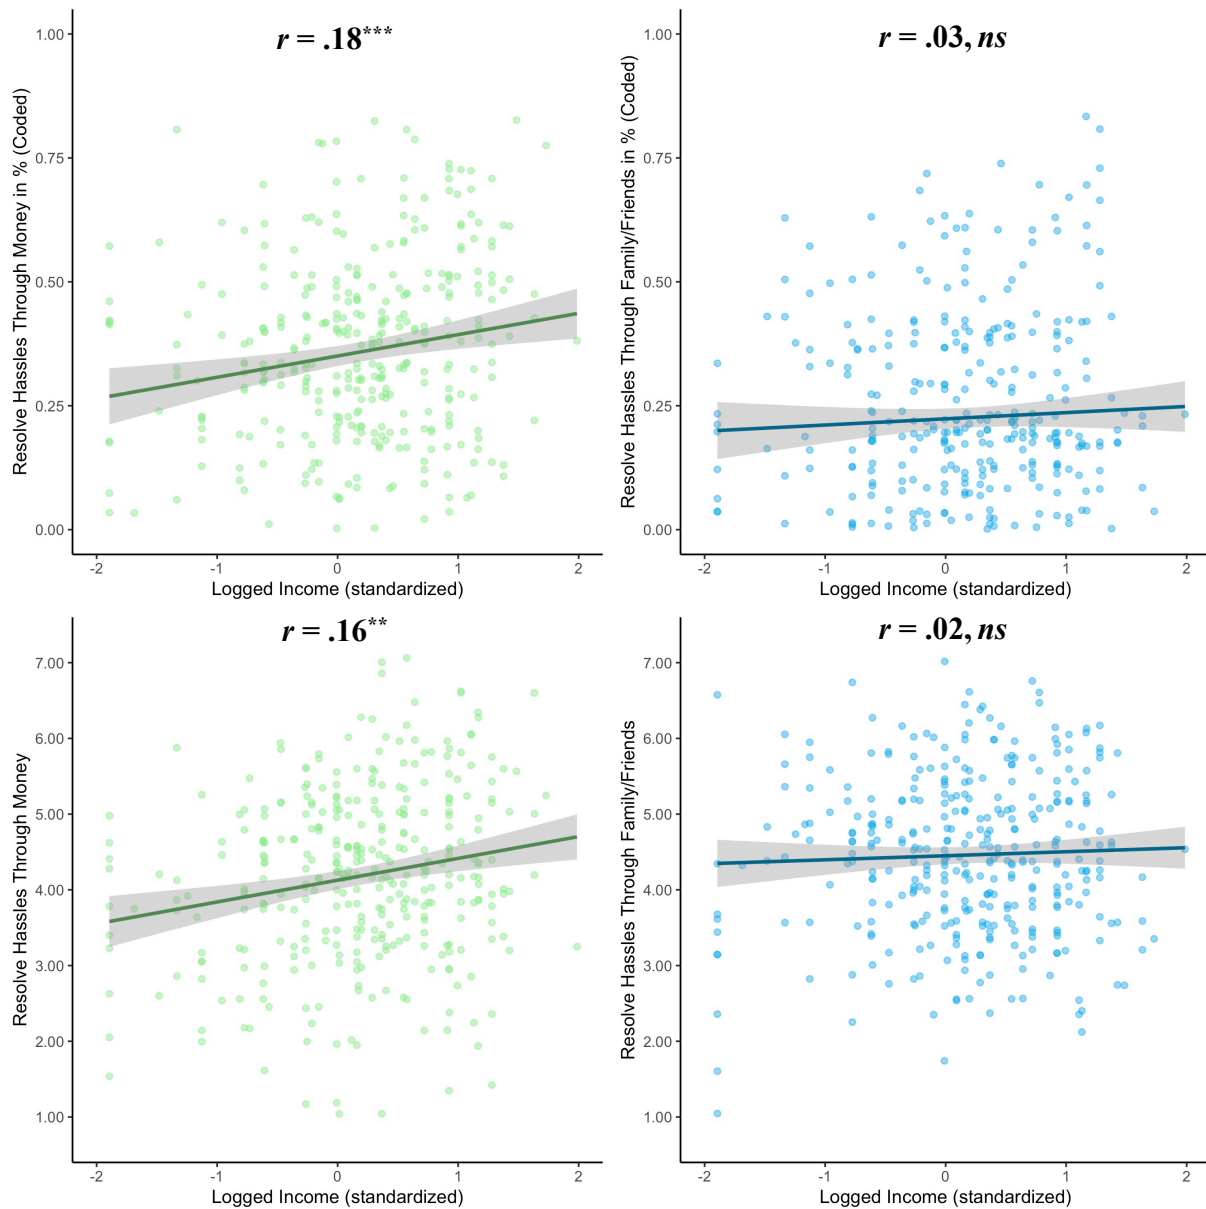 r = .18***
Resolve Hassles Through Money in % (Coded)
1.00
0.75
0.50
0.25
0.00
-2 -1 0 1 2
Logged Income (standardized)
r = .03, ns
Resolve Hassles Through Family/Friends in % (Coded)
1.00
0.75
0.50
0.25
0.00
-2 -1 0 1 2
Logged Income (standardized)
r = .16**
Resolve Hassles Through Money
7.00
6.00
5.00
4.00
3.00
2.00
1.00
-2 -1 0 1 2
Logged Income (standardized)
r = .02, ns
Resolve Hassles Through Family/Friends
7.00
6.00
5.00
4.00
3.00
2.00
1.00
-2 -1 0 1 2
Logged Income (standardized)